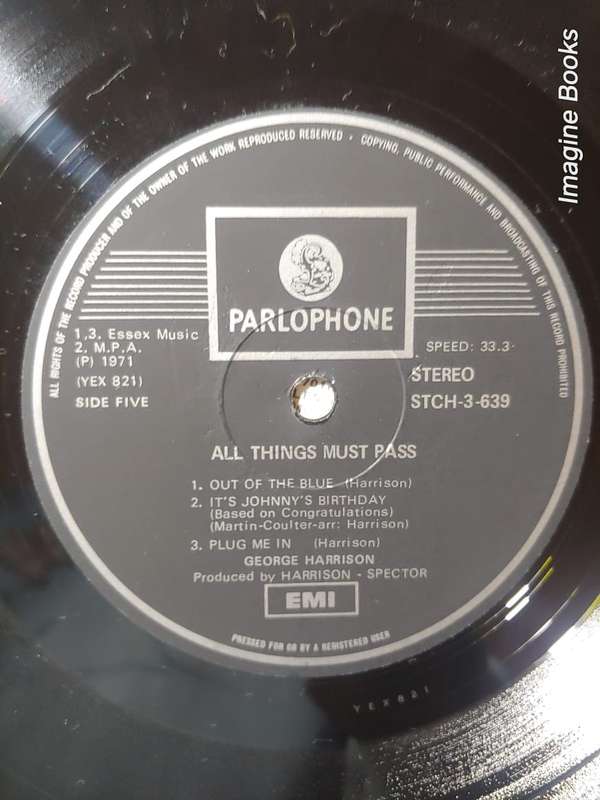 Imagine Books
ALL RIGHTS OF THE RECORD PRODUCER AND OF THE OWNER OF THE WORK REPRODUCED RESERVED • COPYING, PUBLIC PERFORMANCE AND BROADCASTING OF THIS RECORD PROHIBITED
PARLOPHONE
1,3. Essex Music
2. M.P.A.
(P) 1971
(YEX 821)
SIDE FIVE
SPEED: 33.3
STEREO
STCH-3-639
ALL THINGS MUST PASS
1. OUT OF THE BLUE (Harrison)
2. IT'S JOHNNY'S BIRTHDAY
(Based on Congratulations)
(Martin-Coulter-arr: Harrison)
3. PLUG ME IN (Harrison)
GEORGE HARRISON
Produced by HARRISON - SPECTOR
EMI
PRESSED FOR GB BY A REGISTERED USER
YEX821